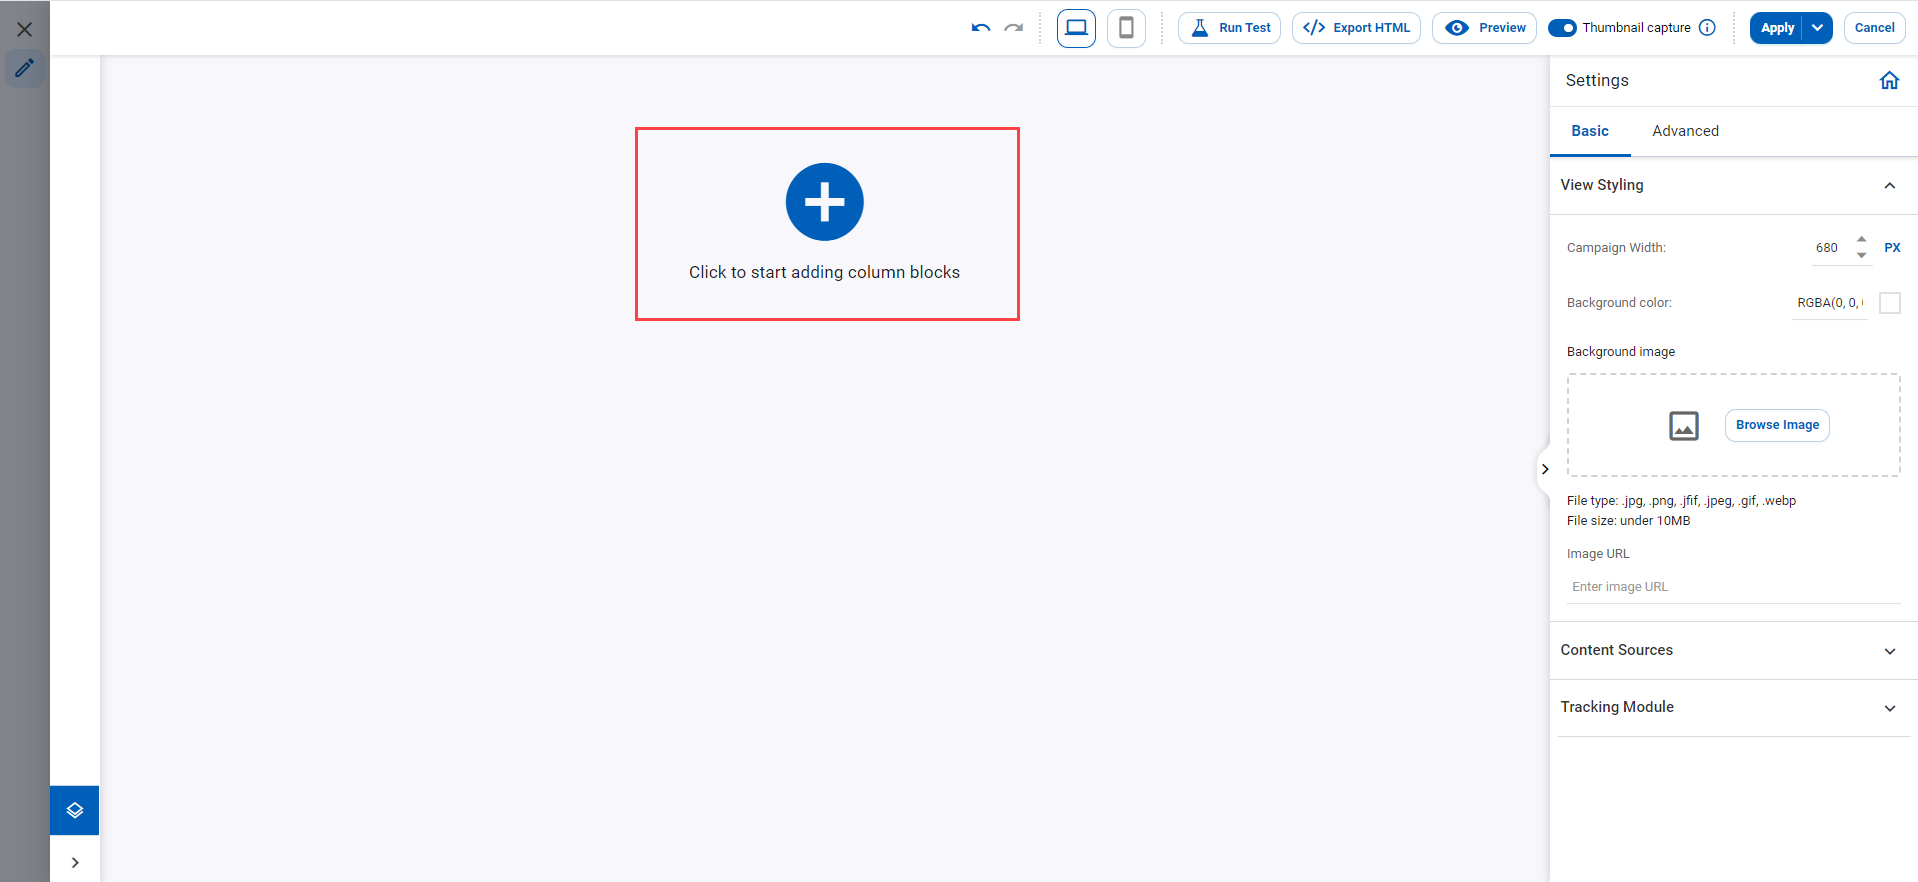 Run Test
Export HTML
Preview
Thumbnail capture
Apply
Cancel
Settings
Basic
Advanced
View Styling
Campaign Width:
680
PX
Background color:
RGBA(0, 0,
Background image
Browse Image
File type: .jpg, .png, .jfif, .jpeg, .gif, .webp
File size: under 10MB
Image URL
Enter image URL
Content Sources
Tracking Module
Click to start adding column blocks